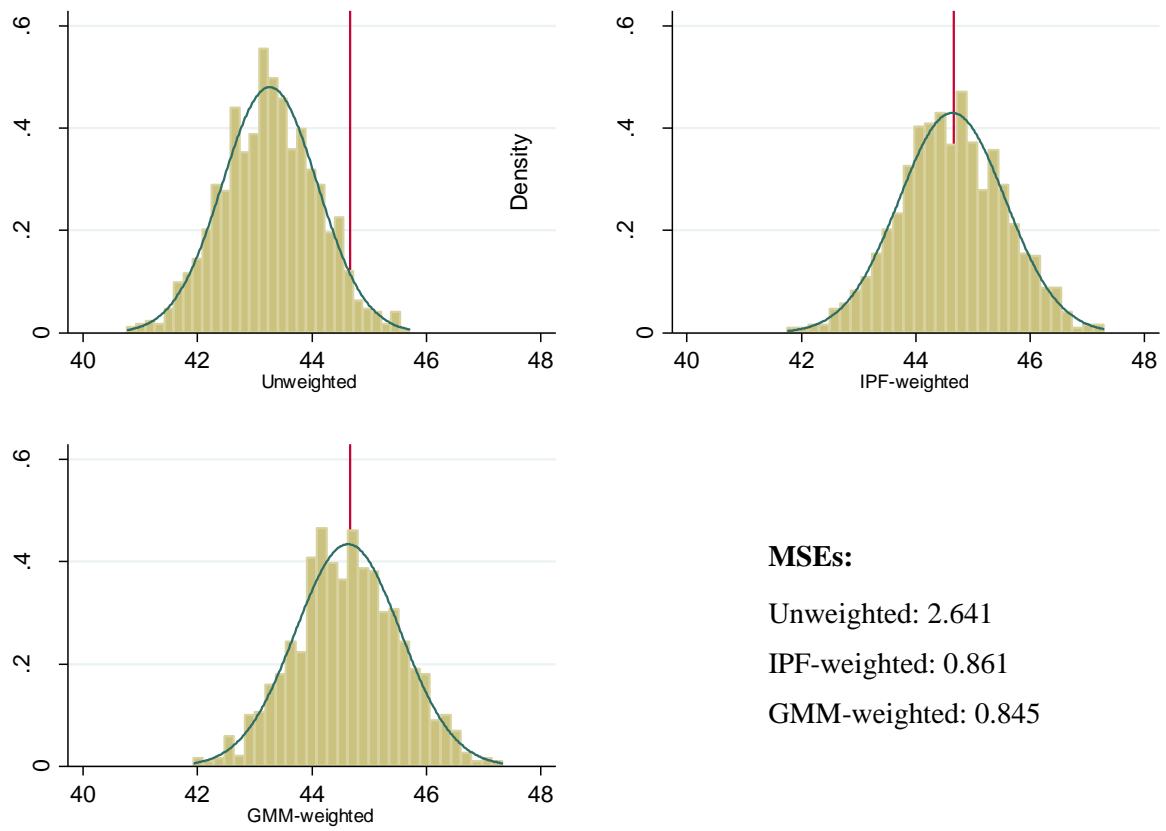 .6
.4
.2
0
40 42 44 46 48
Unweighted
Density
.6
.4
.2
0
40 42 44 46 48
IPF-weighted
.6
.4
.2
0
40 42 44 46 48
GMM-weighted
MSEs:
Unweighted: 2.641
IPF-weighted: 0.861
GMM-weighted: 0.845